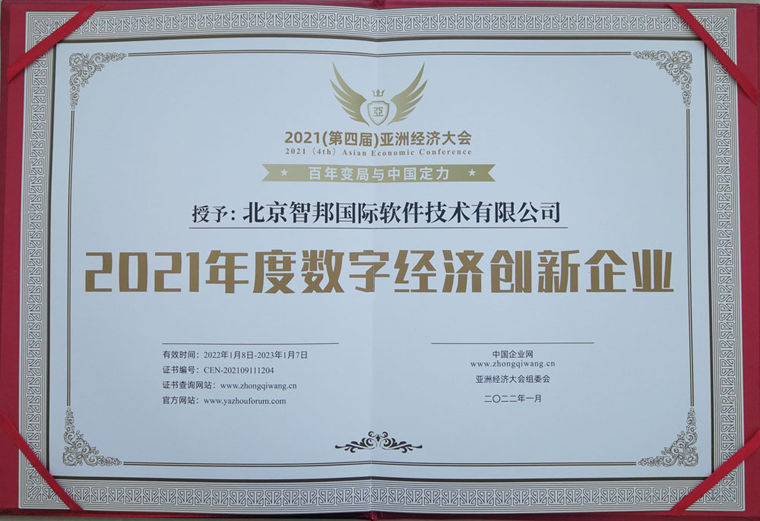 亞
2021(第四届)亚洲经济大会
2021（4th）Asian Economic Conference
百年变局与中国定力
授予：北京智邦国际软件技术有限公司
2021年度数字经济创新企业
有效时间：2022年1月8日-2023年1月7日
证书编号：CEN-202109111204
证书查询网站：www.zhongqiwang.cn
官方网站：www.yazhouforum.com
中国企业网
www.zhongqiwang.cn
亚洲经济大会组委会
二〇二二年一月